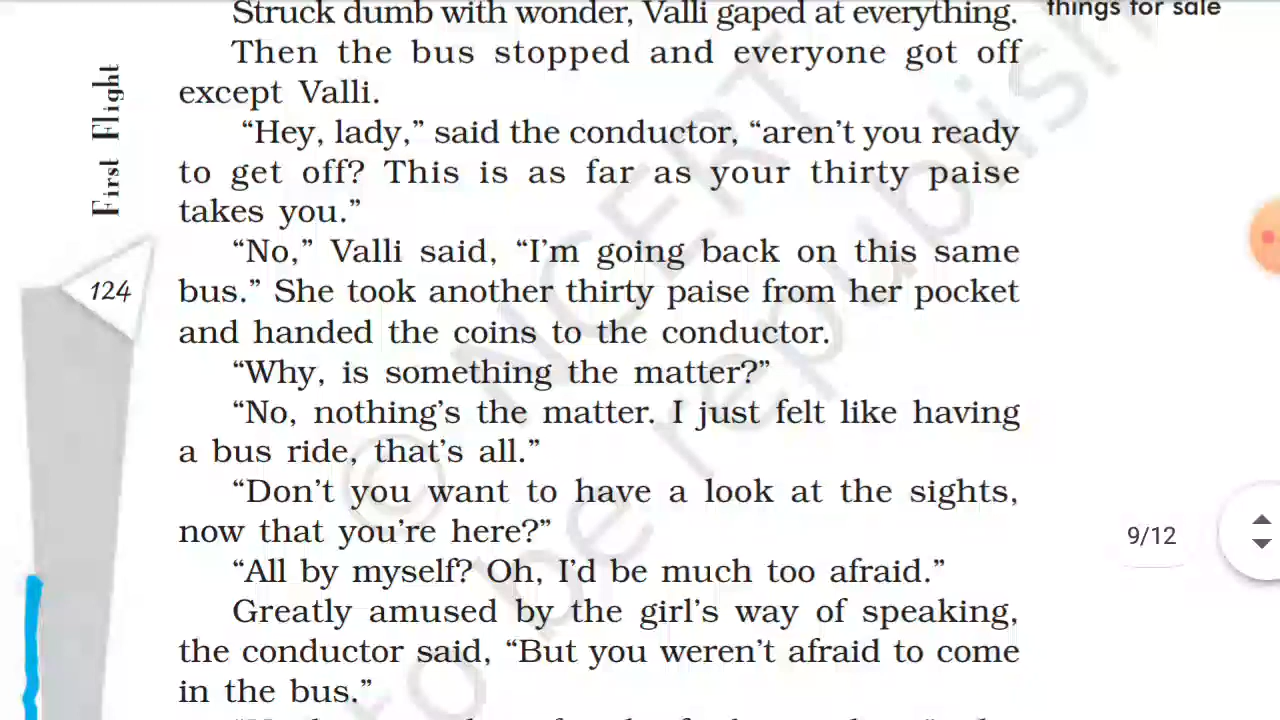 Struck dumb with wonder, Valli gaped at everything.
things for sale
Then the bus stopped and everyone got off
except Valli.
“Hey, lady,” said the conductor, “aren’t you ready
to get off? This is as far as your thirty paise
takes you.”
“No,” Valli said, “I’m going back on this same
bus.” She took another thirty paise from her pocket
and handed the coins to the conductor.
“Why, is something the matter?”
“No, nothing’s the matter. I just felt like having
a bus ride, that’s all.”
“Don’t you want to have a look at the sights,
now that you’re here?”
“All by myself? Oh, I’d be much too afraid.”
Greatly amused by the girl’s way of speaking,
the conductor said, “But you weren’t afraid to come
in the bus.”
First Flight
124
9/12
© NCERT
be republish